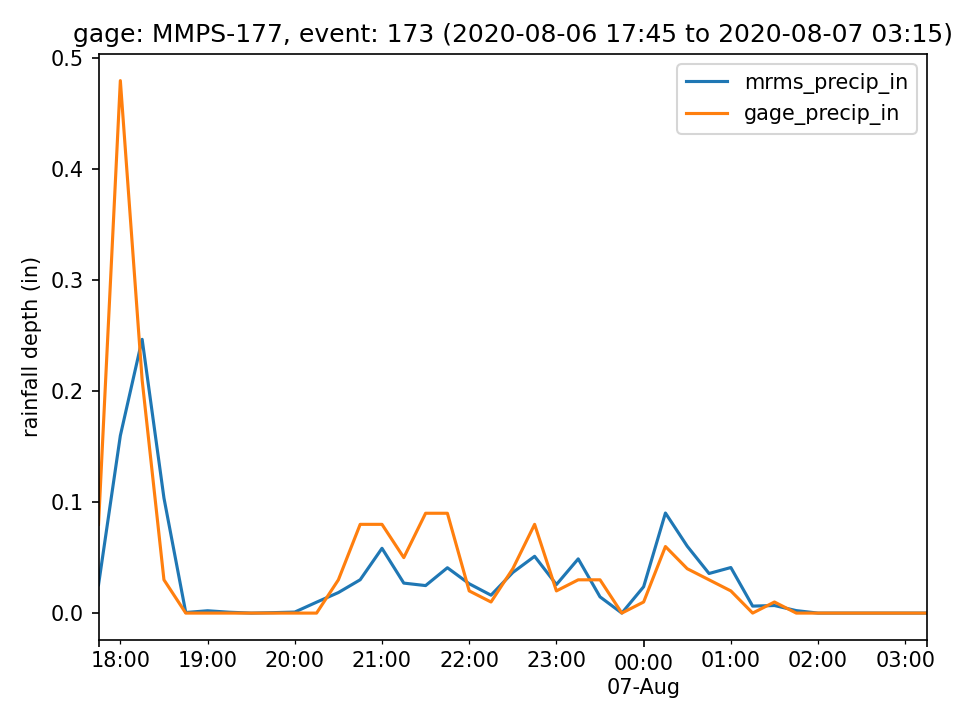 gage: MMPS-177, event: 173 (2020-08-06 17:45 to 2020-08-07 03:15)
mrms_precip_in
gage_precip_in
rainfall depth (in)
0.5
0.4
0.3
0.2
0.1
0.0
18:00 19:00 20:00 21:00 22:00 23:00 00:00 01:00 02:00 03:00
07-Aug